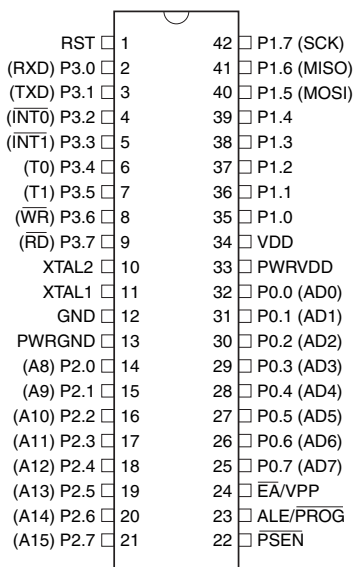 RST 1 42 P1.7 (SCK)
(RXD) P3.0 2 41 P1.6 (MISO)
(TXD) P3.1 3 40 P1.5 (MOSI)
(I̅N̅T̅0̅) P3.2 4 39 P1.4
(I̅N̅T̅1̅) P3.3 5 38 P1.3
(T0) P3.4 6 37 P1.2
(T1) P3.5 7 36 P1.1
(W̅R̅) P3.6 8 35 P1.0
(R̅D̅) P3.7 9 34 VDD
XTAL2 10 33 PWRVDD
XTAL1 11 32 P0.0 (AD0)
GND 12 31 P0.1 (AD1)
PWRGND 13 30 P0.2 (AD2)
(A8) P2.0 14 29 P0.3 (AD3)
(A9) P2.1 15 28 P0.4 (AD4)
(A10) P2.2 16 27 P0.5 (AD5)
(A11) P2.3 17 26 P0.6 (AD6)
(A12) P2.4 18 25 P0.7 (AD7)
(A13) P2.5 19 24 E̅A̅/VPP
(A14) P2.6 20 23 ALE/P̅R̅O̅G̅
(A15) P2.7 21 22 P̅S̅E̅N̅